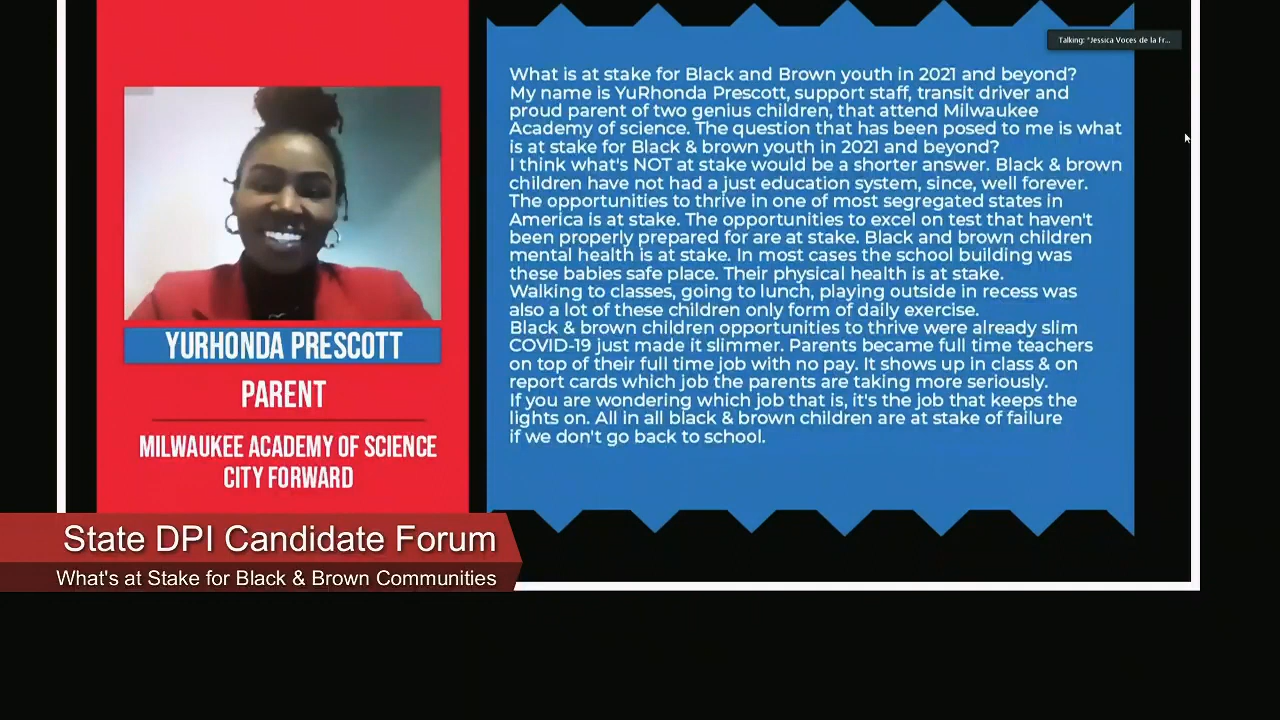 Talking: "Jessica Voces de la Fr...
What is at stake for Black and Brown youth in 2021 and beyond?
My name is YuRhonda Prescott, support staff, transit driver and
proud parent of two genius children, that attend Milwaukee
Academy of science. The question that has been posed to me is what
is at stake for Black & brown youth in 2021 and beyond?
I think what's NOT at stake would be a shorter answer. Black & brown
children have not had a just education system, since, well forever.
The opportunities to thrive in one of most segregated states in
America is at stake. The opportunities to excel on test that haven't
been properly prepared for are at stake. Black and brown children
mental health is at stake. In most cases the school building was
these babies safe place. Their physical health is at stake.
Walking to classes, going to lunch, playing outside in recess was
also a lot of these children only form of daily exercise.
Black & brown children opportunities to thrive were already slim
COVID-19 just made it slimmer. Parents became full time teachers
on top of their full time job with no pay. It shows up in class & on
report cards which job the parents are taking more seriously.
If you are wondering which job that is, it's the job that keeps the
lights on. All in all black & brown children are at stake of failure
if we don't go back to school.
YURHONDA PRESCOTT
PARENT
MILWAUKEE ACADEMY OF SCIENCE
CITY FORWARD
State DPI Candidate Forum
What's at Stake for Black & Brown Communities